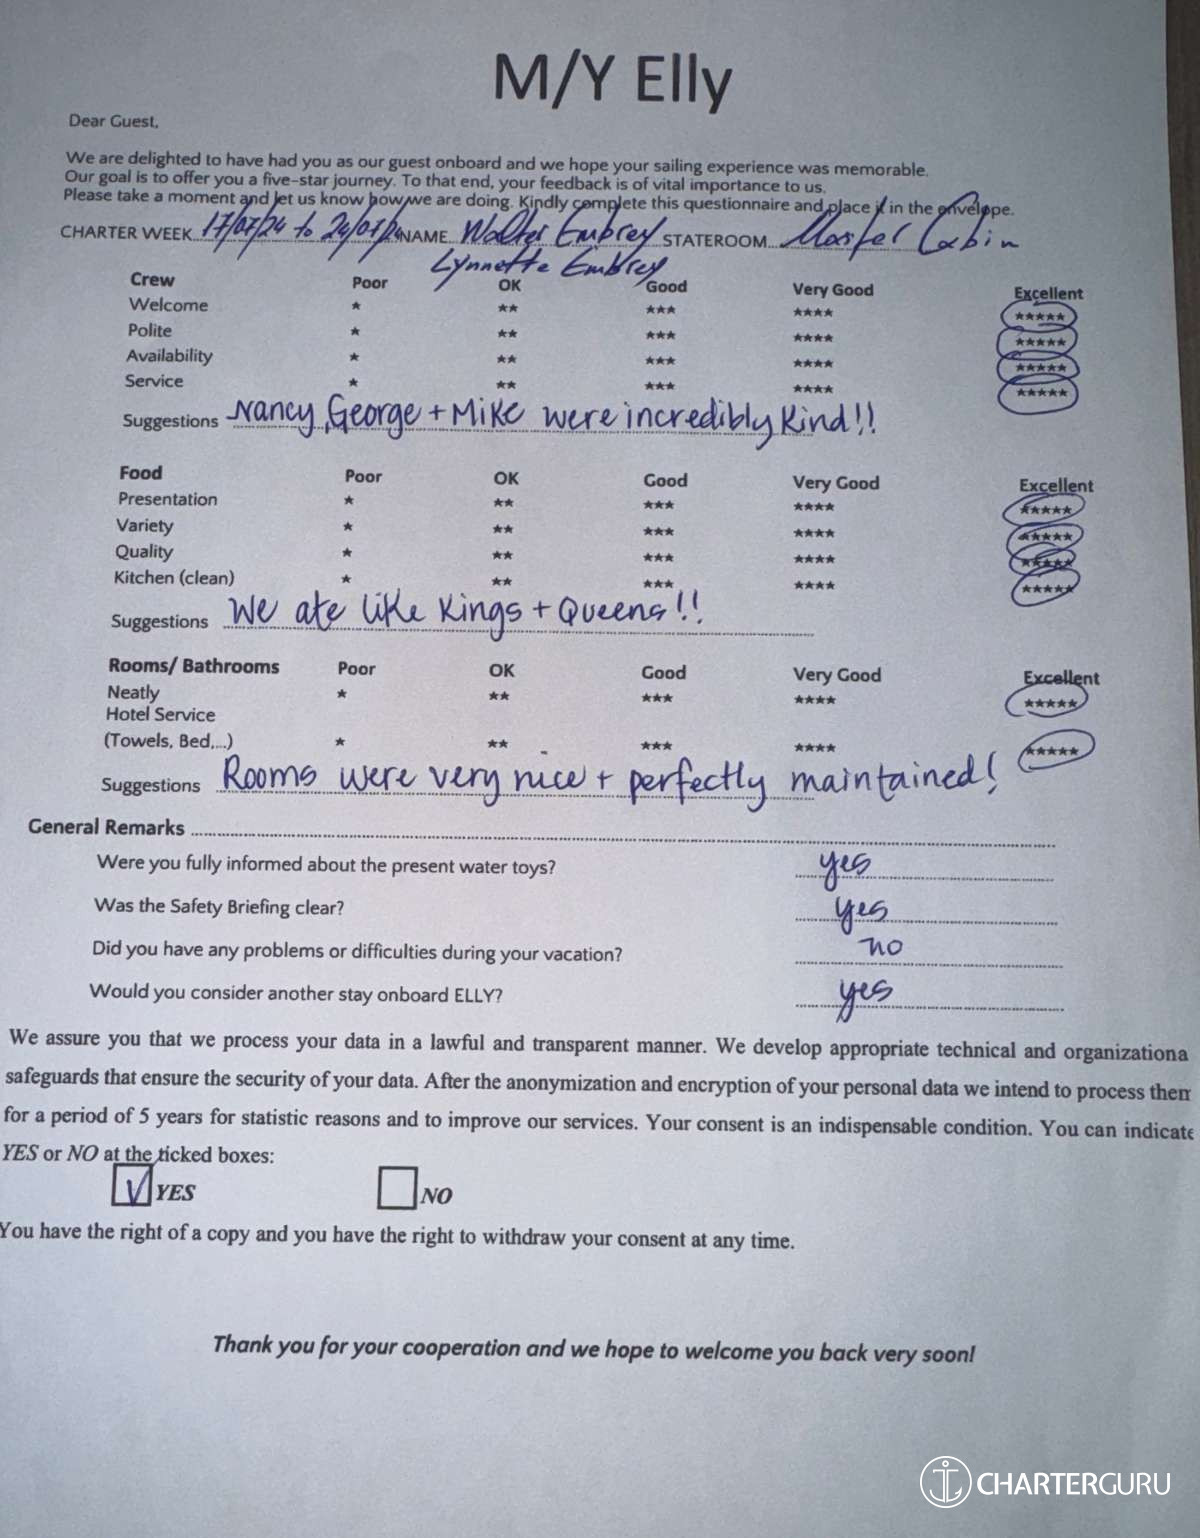 M/Y Elly
Dear Guest,
We are delighted to have had you as our guest onboard and we hope your sailing experience was memorable.
Our goal is to offer you a five-star journey. To that end, your feedback is of vital importance to us.
Please take a moment and let us know how we are doing. Kindly complete this questionnaire and place it in the envelope.
CHARTER WEEK 17/07/24 to 24/07/24 NAME Walter Embrey STATEROOM Master Cabin
Lynnette Embrey
Crew Poor OK Good Very Good Excellent
Welcome ★ ★★ ★★★ ★★★★ ★★★★★
Polite ★ ★★ ★★★ ★★★★ ★★★★★
Availability ★ ★★ ★★★ ★★★★ ★★★★★
Service ★ ★★ ★★★ ★★★★ ★★★★★
Suggestions Nancy, George + Mike were incredibly kind!!
Food Poor OK Good Very Good Excellent
Presentation ★ ★★ ★★★ ★★★★ ★★★★★
Variety ★ ★★ ★★★ ★★★★ ★★★★★
Quality ★ ★★ ★★★ ★★★★ ★★★★★
Kitchen (clean) ★ ★★ ★★★ ★★★★ ★★★★★
Suggestions We ate like Kings + Queens!!
Rooms/ Bathrooms Poor OK Good Very Good Excellent
Neatly ★ ★★ ★★★ ★★★★ ★★★★★
Hotel Service
(Towels, Bed,...) ★ ★★ ★★★ ★★★★ ★★★★★
Suggestions Rooms were very nice + perfectly maintained!
General Remarks
Were you fully informed about the present water toys? yes
Was the Safety Briefing clear? yes
Did you have any problems or difficulties during your vacation? no
Would you consider another stay onboard ELLY? yes
We assure you that we process your data in a lawful and transparent manner. We develop appropriate technical and organizationa
safeguards that ensure the security of your data. After the anonymization and encryption of your personal data we intend to process them
for a period of 5 years for statistic reasons and to improve our services. Your consent is an indispensable condition. You can indicate
YES or NO at the ticked boxes:
YES NO
You have the right of a copy and you have the right to withdraw your consent at any time.
Thank you for your cooperation and we hope to welcome you back very soon!
CHARTERGURU